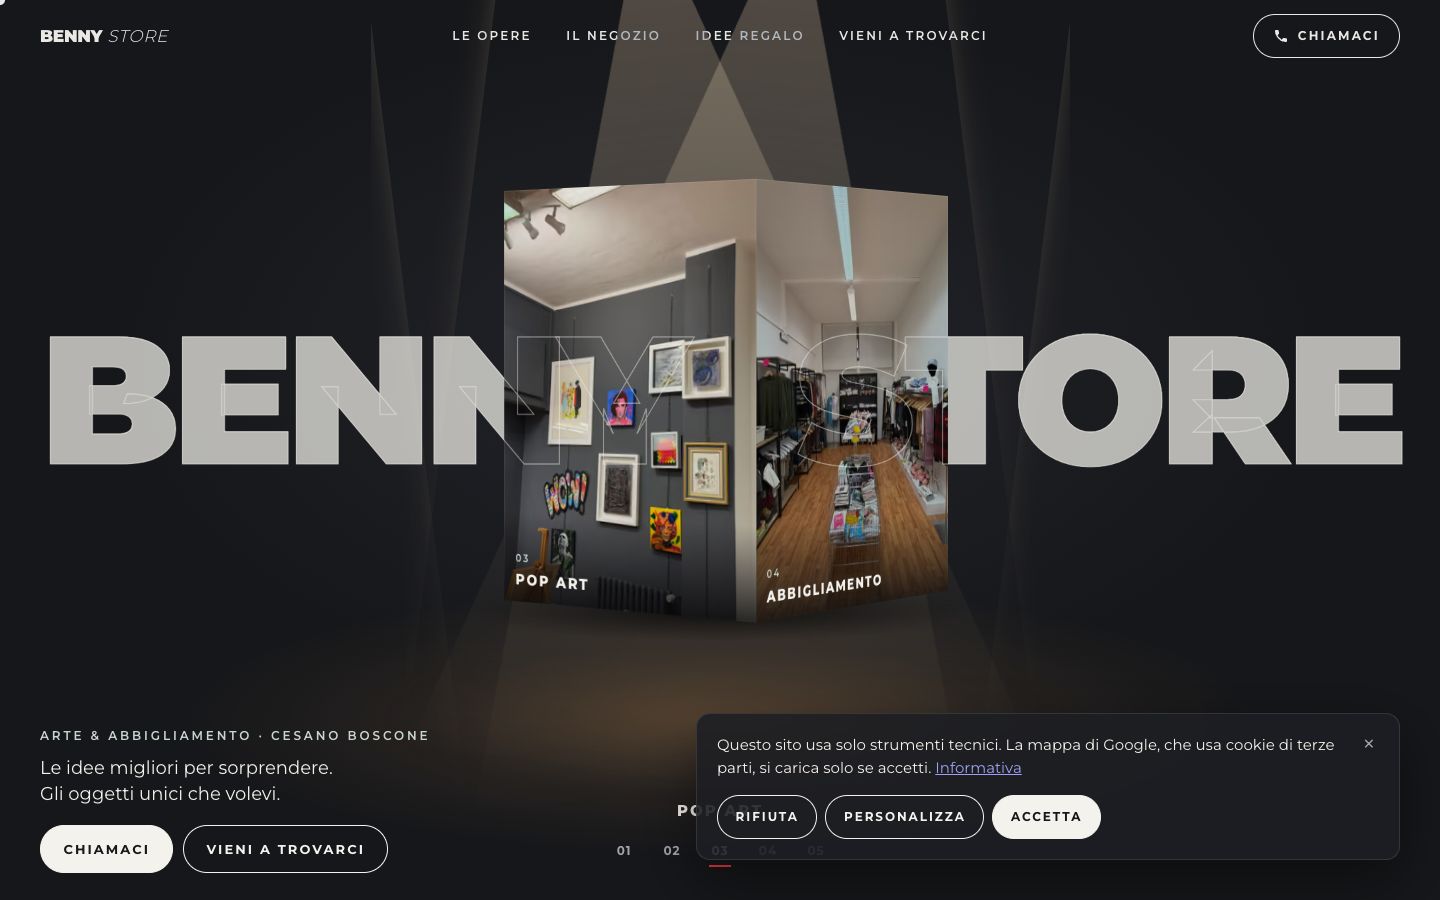 BENNY STORE
LE OPERE
IL NEGOZIO
IDEE REGALO
VIENI A TROVARCI
CHIAMACI
BENNY STORE
03
POP ART
04
ABBIGLIAMENTO
ARTE & ABBIGLIAMENTO · CESANO BOSCONE
Le idee migliori per sorprendere.
Gli oggetti unici che volevi.
CHIAMACI
VIENI A TROVARCI
POP ART
01 02 03 04 05
Questo sito usa solo strumenti tecnici. La mappa di Google, che usa cookie di terze
parti, si carica solo se accetti. Informativa
×
RIFIUTA
PERSONALIZZA
ACCETTA